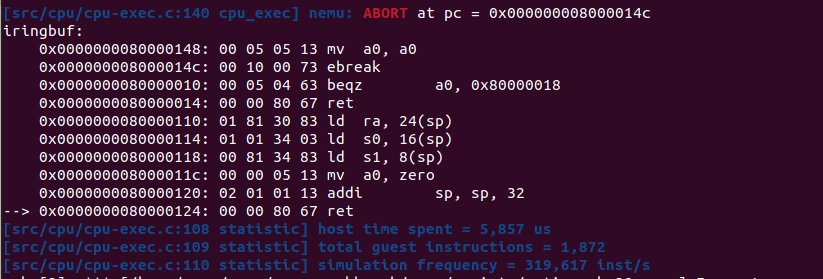 [src/cpu/cpu-exec.c:140 cpu_exec] nemu: ABORT at pc = 0x000000008000014c
iringbuf:
0x0000000080000148: 00 05 05 13 mv a0, a0
0x000000008000014c: 00 10 00 73 ebreak
0x0000000080000010: 00 05 04 63 beqz a0, 0x80000018
0x0000000080000014: 00 00 80 67 ret
0x0000000080000110: 01 81 30 83 ld ra, 24(sp)
0x0000000080000114: 01 01 34 03 ld s0, 16(sp)
0x0000000080000118: 00 81 34 83 ld s1, 8(sp)
0x000000008000011c: 00 00 05 13 mv a0, zero
0x0000000080000120: 02 01 01 13 addi sp, sp, 32
--> 0x0000000080000124: 00 00 80 67 ret
[src/cpu/cpu-exec.c:108 statistic] host time spent = 5,857 us
[src/cpu/cpu-exec.c:109 statistic] total guest instructions = 1,872
[src/cpu/cpu-exec.c:110 statistic] simulation frequency = 319,617 inst/s